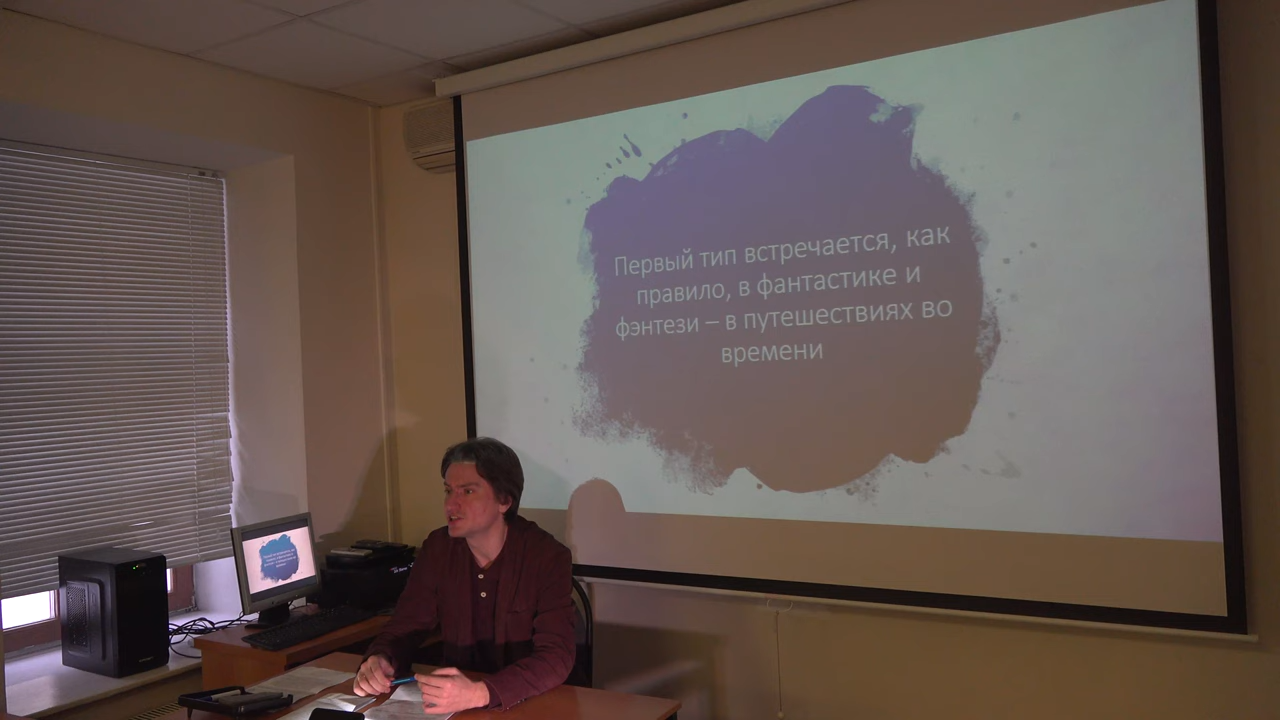 Первый тип встречается, как
правило, в фантастике и
фэнтези – в путешествиях во
времени